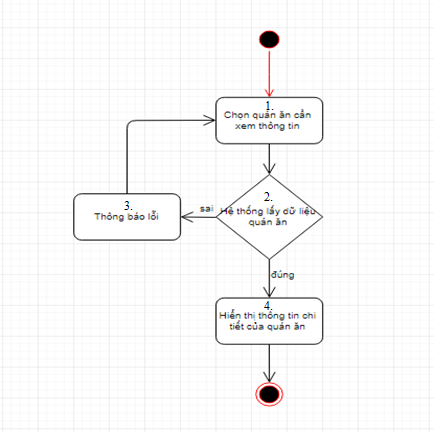 1.
Chọn quán ăn cần
xem thông tin
2.
Hệ thống lấy dữ liệu
quán ăn
sai
3.
Thông báo lỗi
đúng
4.
Hiển thị thông tin chi
tiết của quán ăn